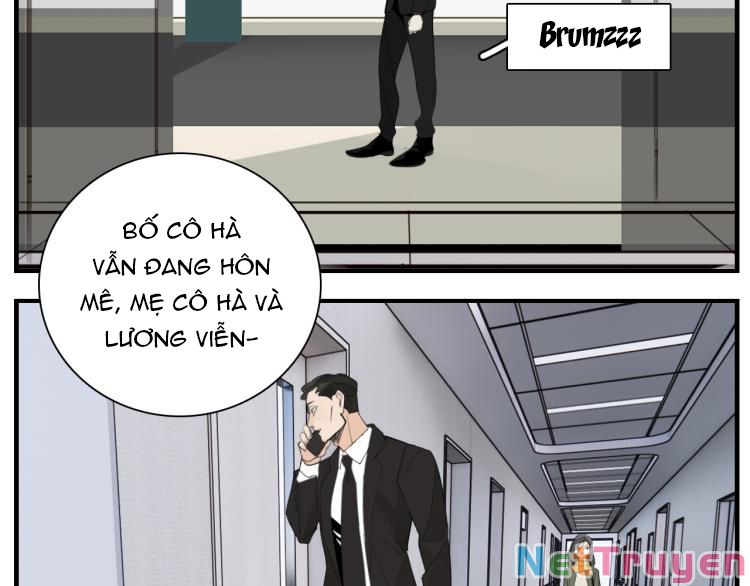 Brumzzz
BỐ CÔ HÀ
VẪN ĐANG HÔN
MÊ, MẸ CÔ HÀ VÀ
LƯƠNG VIỄN-
NetTruyen